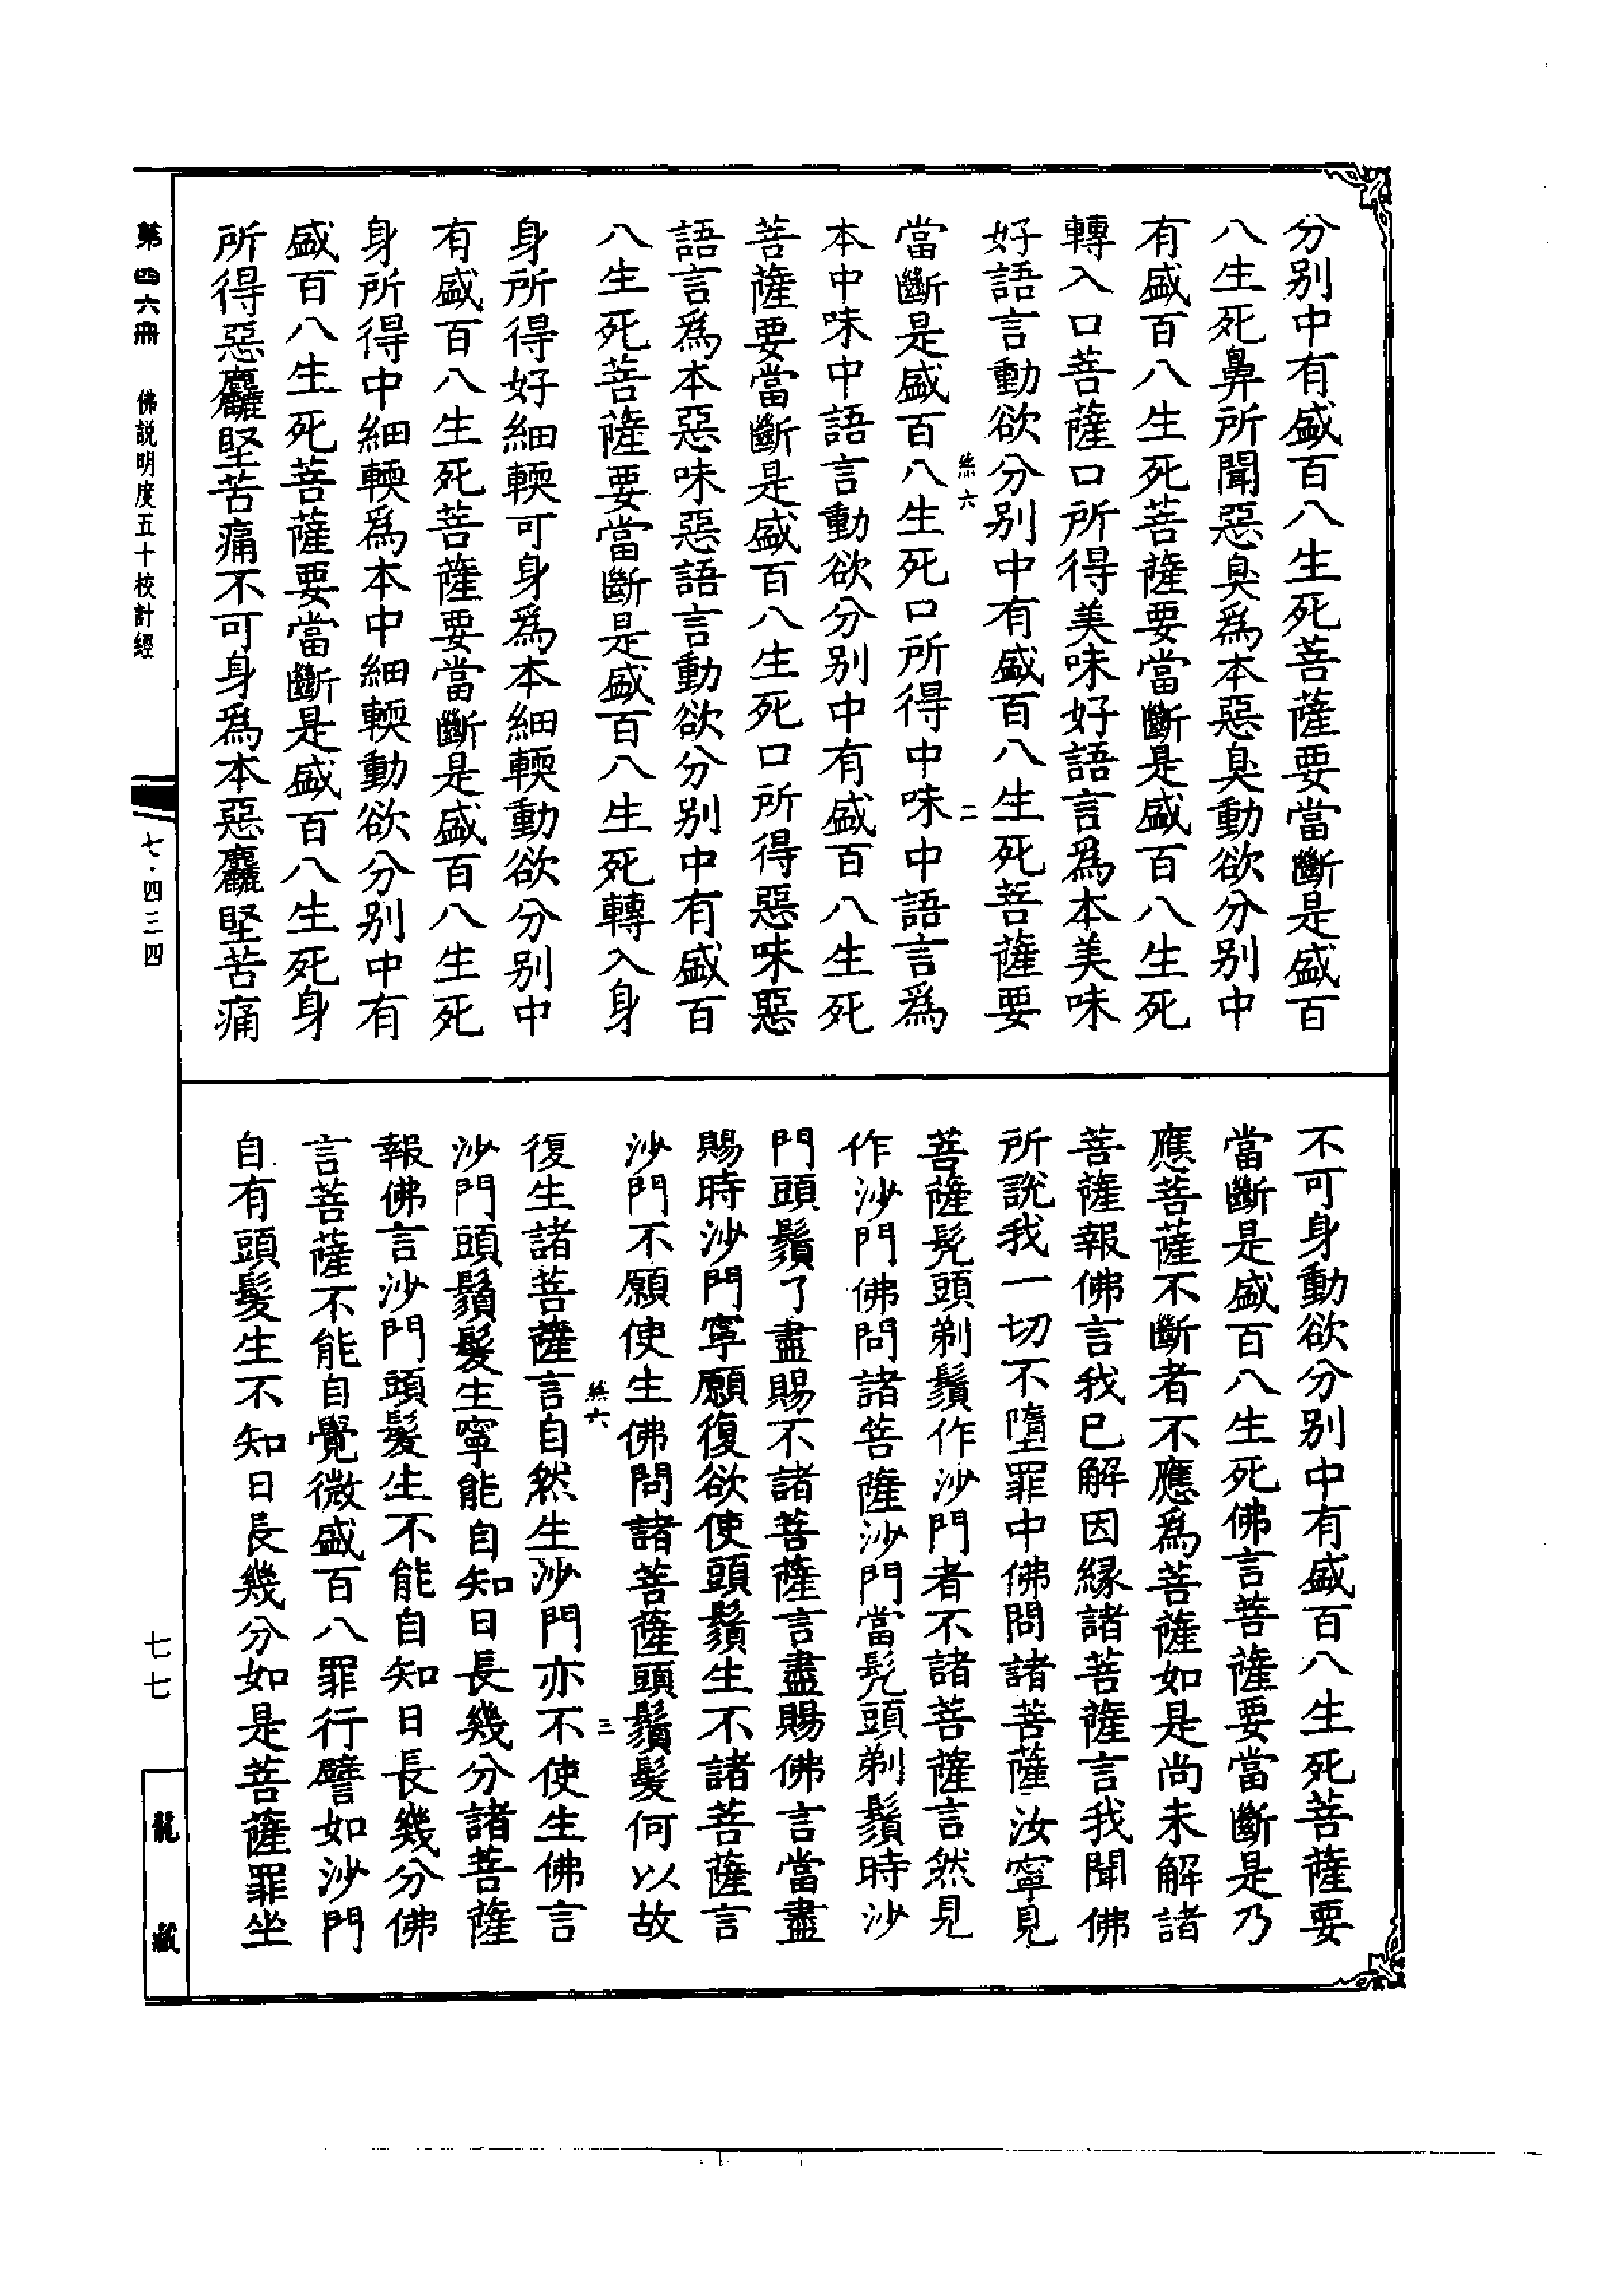 分别中有盛百八生死菩薩要當斷是盛百
八生死鼻所聞惡臭爲本惡臭動欲分别中
有盛百八生死菩薩要當斷是盛百八生死
轉入口菩薩口所得美味好語言爲本美味
好語言動欲分别中有盛百八生死菩薩要
絲六 二
當斷是盛百八生死口所得中味中語言爲
本中味中語言動欲分别中有盛百八生死
菩薩要當斷是盛百八生死口所得惡味惡
語言爲本惡味惡語言動欲分别中有盛百
八生死菩薩要當斷是盛百八生死轉入身
身所得好細輭可身爲本細輭動欲分别中
有盛百八生死菩薩要當斷是盛百八生死
身所得中細輭爲本中細輭動欲分别中有
盛百八生死菩薩要當斷是盛百八生死身
所得惡麤堅苦痛不可身爲本惡麤堅苦痛
不可身動欲分别中有盛百八生死菩薩要
當斷是盛百八生死佛言菩薩要當斷是乃
應菩薩不斷者不應爲菩薩如是尚未解諸
菩薩報佛言我已解因緣諸菩薩言我聞佛
所說我一切不墮罪中佛問諸菩薩汝寧見
菩薩髠頭剃鬚作沙門者不諸菩薩言然見
作沙門佛問諸菩薩沙門當髠頭剃鬚時沙
門頭鬚了盡賜不諸菩薩言盡賜佛言當盡
賜時沙門寧願復欲使頭鬚生不諸菩薩言
沙門不願使生佛問諸菩薩頭鬚髮何以故
絲六 三
復生諸菩薩言自然生沙門亦不使生佛言
沙門頭鬚髮生寧能自知日長幾分諸菩薩
報佛言沙門頭髮生不能自知日長幾分佛
言菩薩不能自覺微盛百八罪行譬如沙門
自有頭髮生不知日長幾分如是菩薩罪坐
第四六冊 佛説明度五十校計經
七·四三四
七七
龍藏